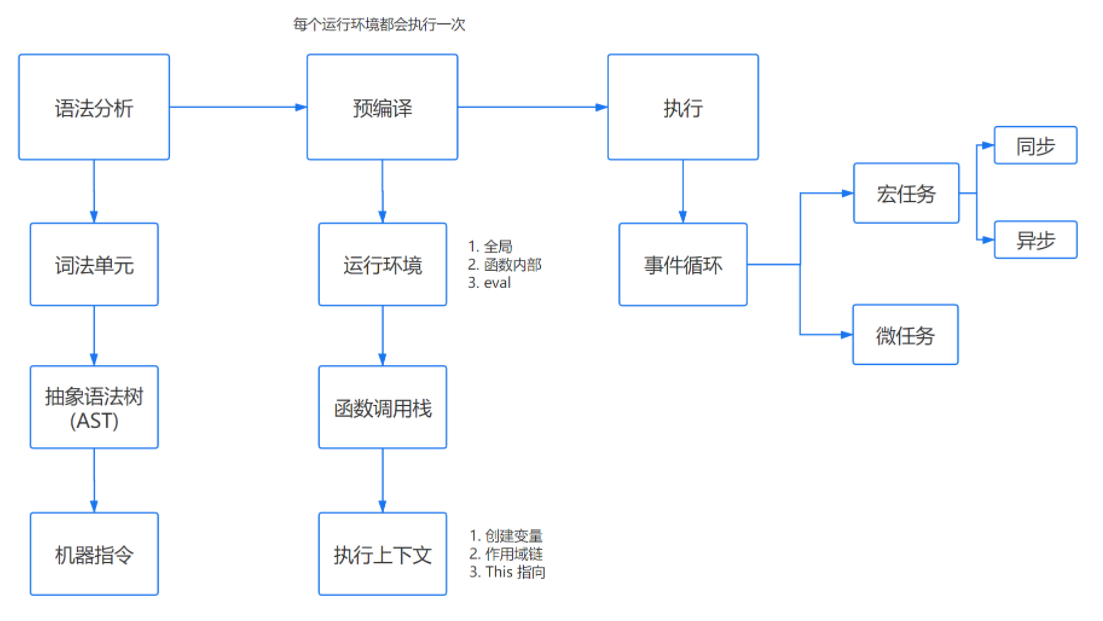 每个运行环境都会执行一次
语法分析
预编译
执行
同步
宏任务
异步
词法单元
运行环境
1. 全局
2. 函数内部
3. eval
事件循环
微任务
抽象语法树
(AST)
函数调用栈
机器指令
执行上下文
1. 创建变量
2. 作用域链
3. This 指向